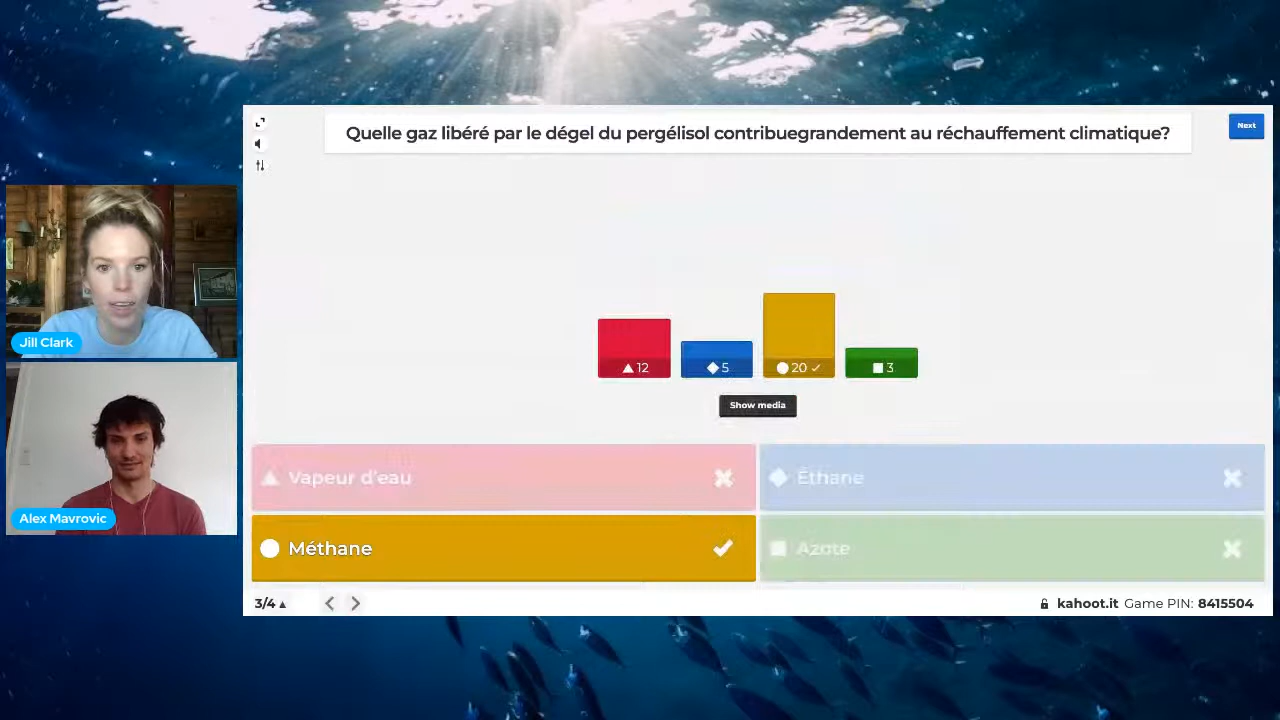 Quelle gaz libéré par le dégel du pergélisol contribuegrandement au réchauffement climatique?
Next
Jill Clark
Alex Mavrovic
12
5
20
3
Show media
Vapeur d'eau
Éthane
Méthane
Azote
3/4
kahoot.it Game PIN: 8415504